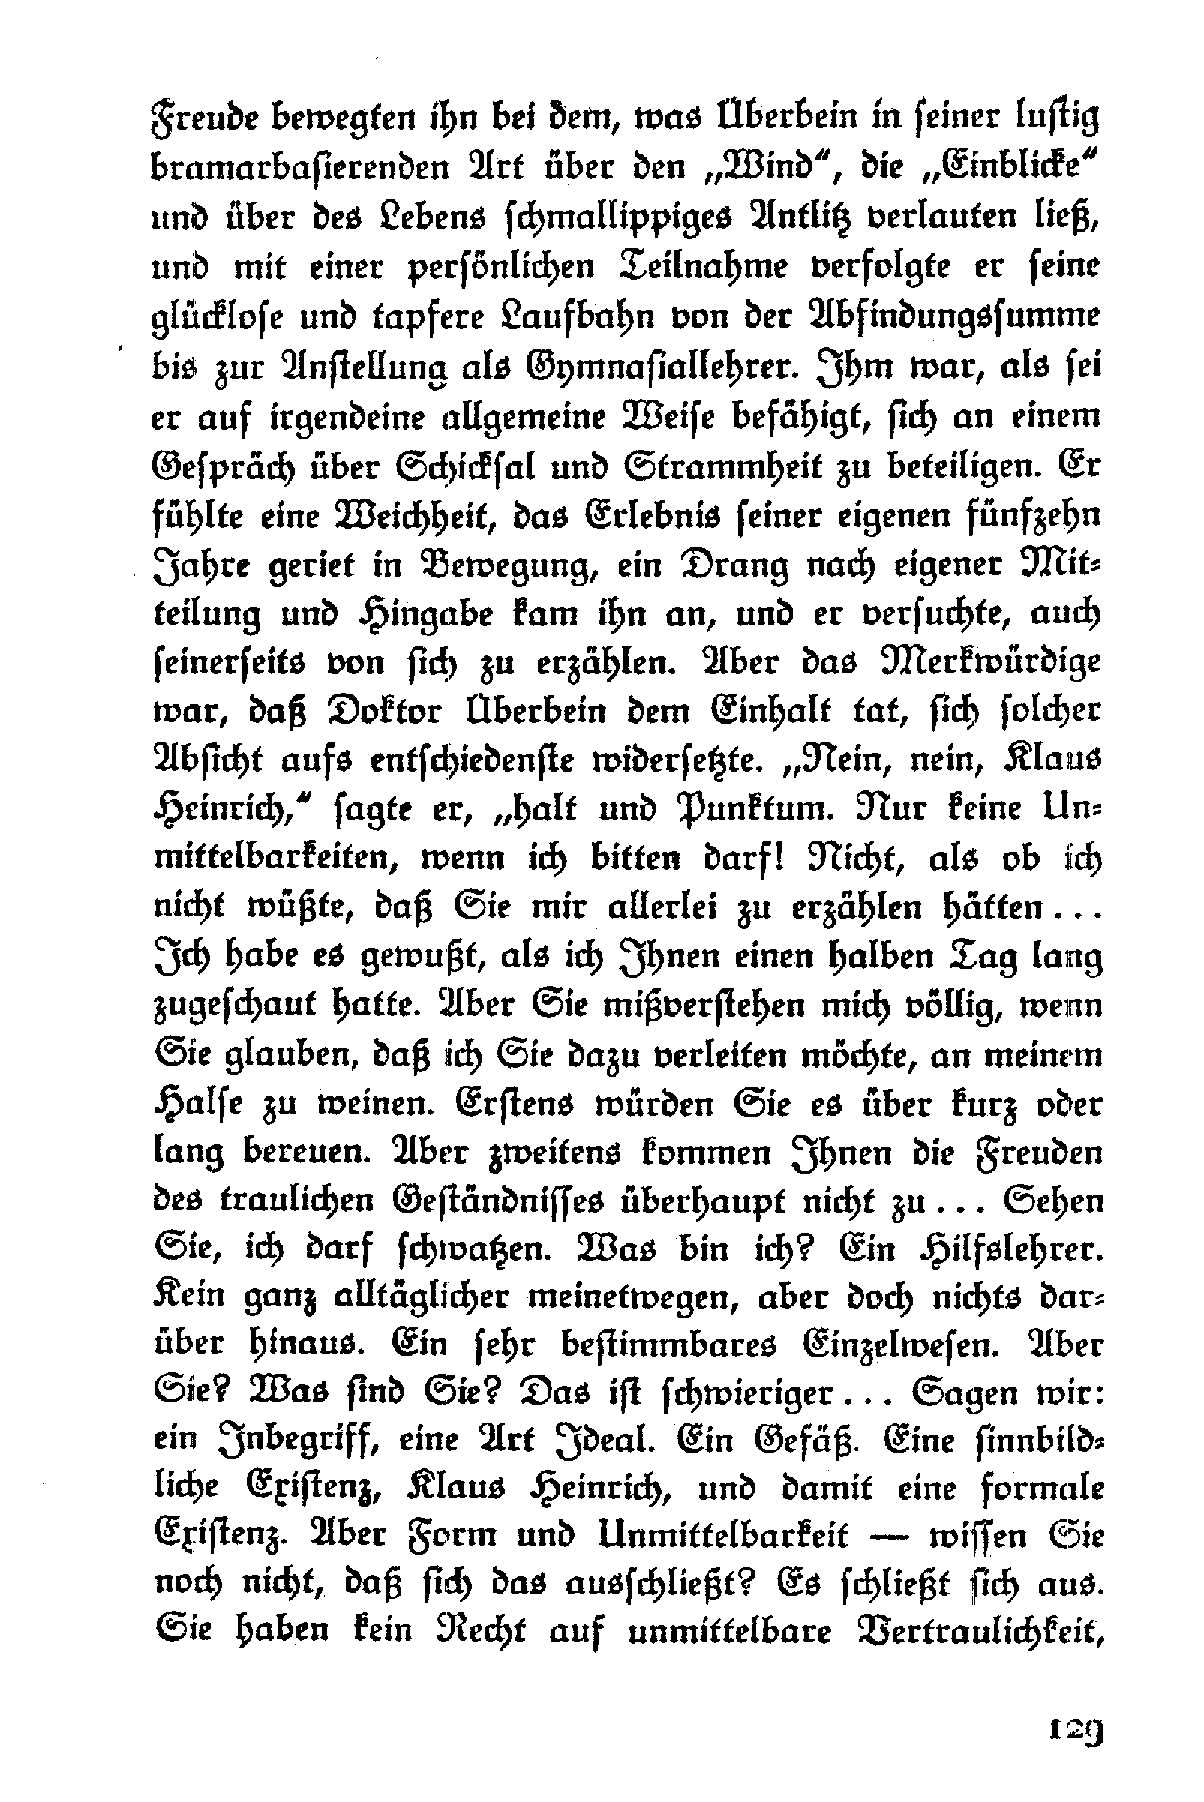 Freude bewegten ihn bei dem, was Überbein in seiner lustig
bramarbasierenden Art über den „Wind“, die „Einblicke“
und über des Lebens schmallippiges Antlitz verlauten ließ,
und mit einer persönlichen Teilnahme verfolgte er seine
glücklose und tapfere Laufbahn von der Abfindungssumme
bis zur Anstellung als Gymnasiallehrer. Ihm war, als sei
er auf irgendeine allgemeine Weise befähigt, sich an einem
Gespräch über Schicksal und Strammheit zu beteiligen. Er
fühlte eine Weichheit, das Erlebnis seiner eigenen fünfzehn
Jahre geriet in Bewegung, ein Drang nach eigener Mit-
teilung und Hingabe kam ihn an, und er versuchte, auch
seinerseits von sich zu erzählen. Aber das Merkwürdige
war, daß Doktor Überbein dem Einhalt tat, sich solcher
Absicht aufs entschiedenste widersetzte. „Nein, nein, Klaus
Heinrich,“ sagte er, „halt und Punktum. Nur keine Un-
mittelbarkeiten, wenn ich bitten darf! Nicht, als ob ich
nicht wüßte, daß Sie mir allerlei zu erzählen hätten...
Ich habe es gewußt, als ich Ihnen einen halben Tag lang
zugeschaut hatte. Aber Sie mißverstehen mich völlig, wenn
Sie glauben, daß ich Sie dazu verleiten möchte, an meinem
Halse zu weinen. Erstens würden Sie es über kurz oder
lang bereuen. Aber zweitens kommen Ihnen die Freuden
des traulichen Geständnisses überhaupt nicht zu... Sehen
Sie, ich darf schwatzen. Was bin ich? Ein Hilfslehrer.
Kein ganz alltäglicher meinetwegen, aber doch nichts dar-
über hinaus. Ein sehr bestimmbares Einzelwesen. Aber
Sie? Was sind Sie? Das ist schwieriger... Sagen wir:
ein Inbegriff, eine Art Ideal. Ein Gefäß. Eine sinnbild-
liche Existenz, Klaus Heinrich, und damit eine formale
Existenz. Aber Form und Unmittelbarkeit — wissen Sie
noch nicht, daß sich das ausschließt? Es schließt sich aus.
Sie haben kein Recht auf unmittelbare Vertraulichkeit,
129